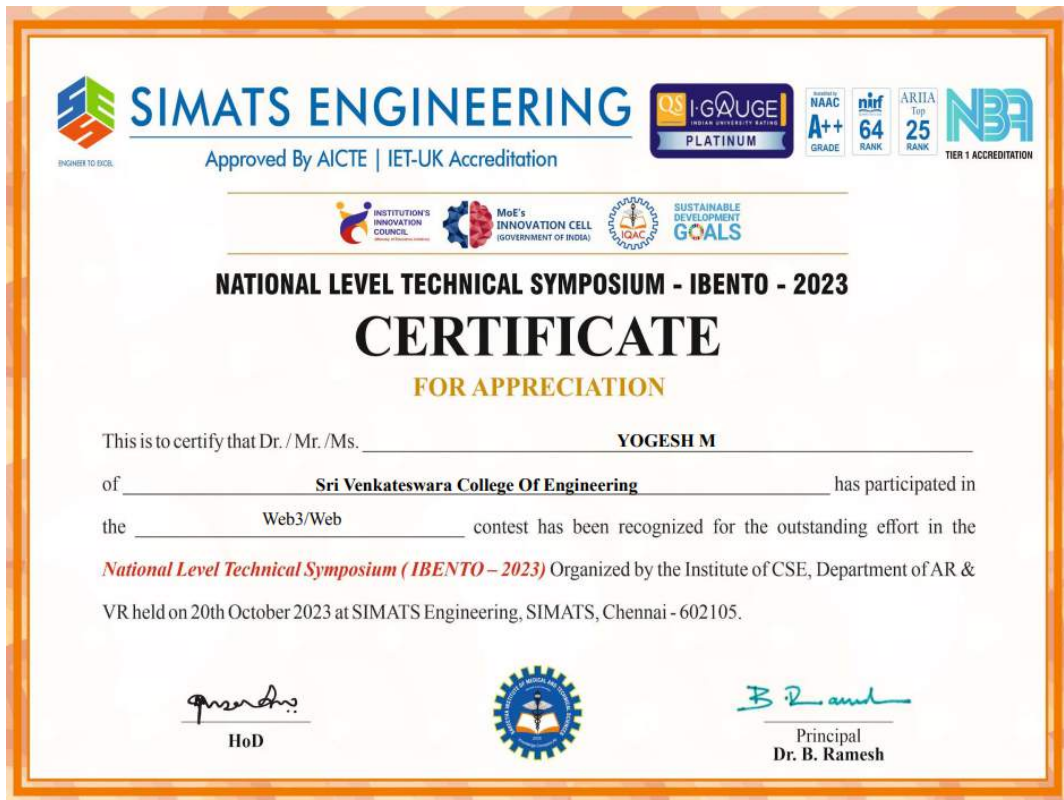 SIMATS ENGINEERING
ENGINEER TO EXCEL
Approved By AICTE | IET-UK Accreditation
QS I·GAUGE
INDIAN UNIVERSITY RATING
PLATINUM
NAAC
A++
GRADE
nirf
64
RANK
ARIIA
Top
25
RANK
NBA
TIER 1 ACCREDITATION
INSTITUTION'S
INNOVATION
COUNCIL
MoE's
INNOVATION CELL
(GOVERNMENT OF INDIA)
IQAC
SUSTAINABLE
DEVELOPMENT
GOALS
NATIONAL LEVEL TECHNICAL SYMPOSIUM - IBENTO - 2023
CERTIFICATE
FOR APPRECIATION
This is to certify that Dr. / Mr. /Ms. YOGESH M
of Sri Venkateswara College Of Engineering has participated in
the Web3/Web contest has been recognized for the outstanding effort in the
National Level Technical Symposium ( IBENTO – 2023) Organized by the Institute of CSE, Department of AR &
VR held on 20th October 2023 at SIMATS Engineering, SIMATS, Chennai - 602105.
HoD
B. Ramesh
Principal
Dr. B. Ramesh